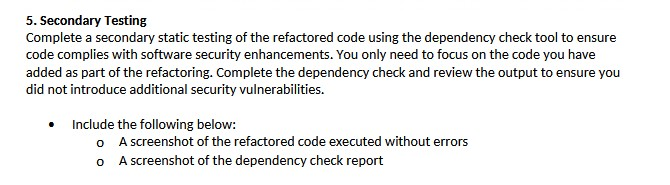 5. Secondary Testing
Complete a secondary static testing of the refactored code using the dependency check tool to ensure
code complies with software security enhancements. You only need to focus on the code you have
added as part of the refactoring. Complete the dependency check and review the output to ensure you
did not introduce additional security vulnerabilities.
• Include the following below:
o A screenshot of the refactored code executed without errors
o A screenshot of the dependency check report